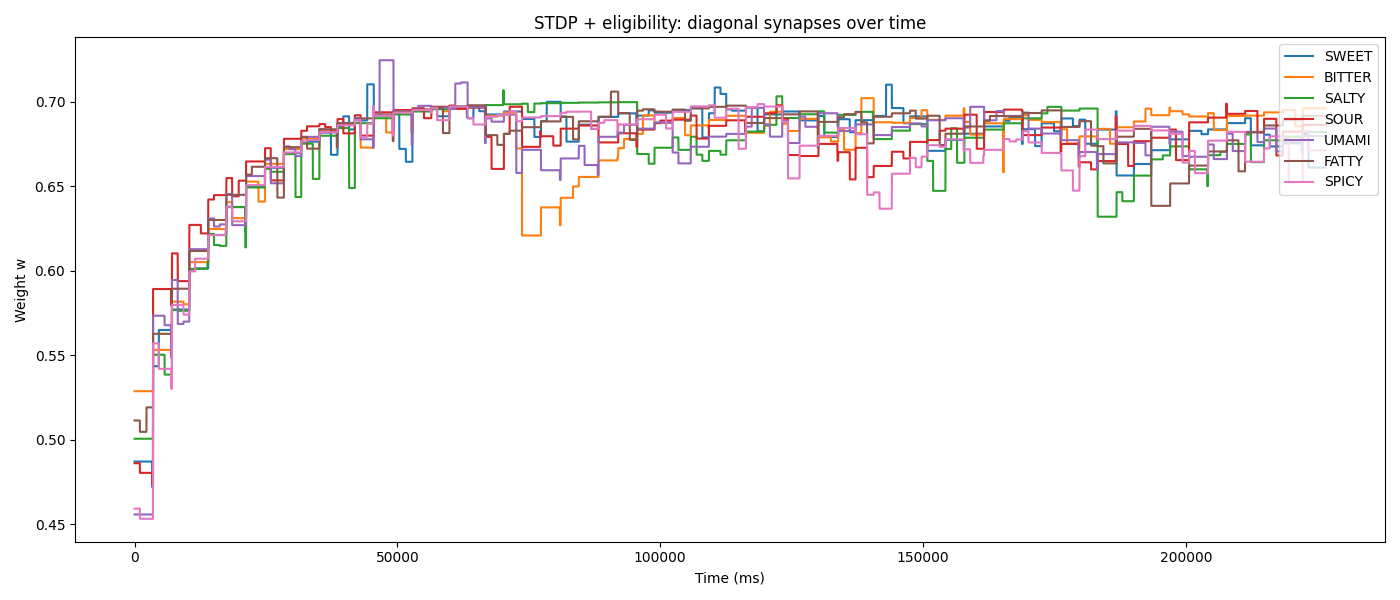 STDP + eligibility: diagonal synapses over time
Weight w
0.70
0.65
0.60
0.55
0.50
0.45
0
50000
100000
150000
200000
Time (ms)
SWEET
BITTER
SALTY
SOUR
UMAMI
FATTY
SPICY